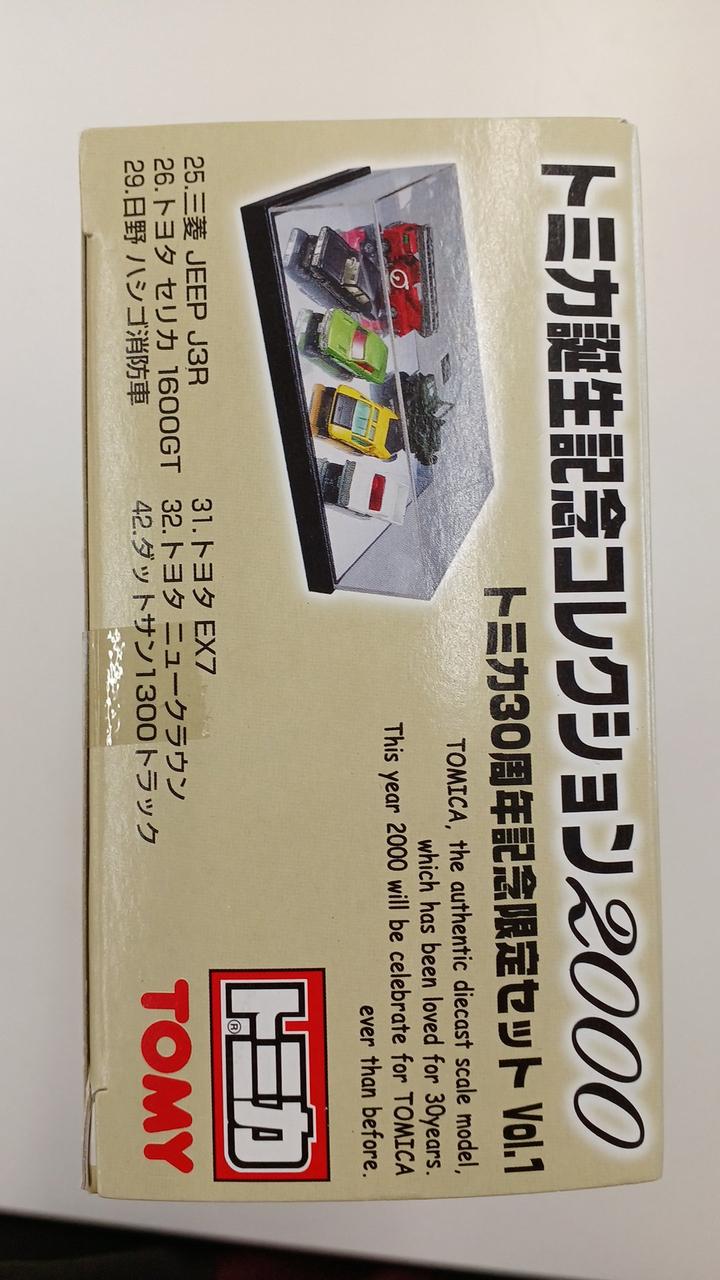 トミカ誕生記念コレクション2000
トミカ30周年記念限定セット Vol.1
TOMICA, the authentic diecast scale model,
which has been loved for 30years.
This year 2000 will be celebrate for TOMICA
ever than before.
25.三菱 JEEP J3R
26.トヨタ セリカ 1600GT
29.日野 ハシゴ消防車
31.トヨタ EX7
32.トヨタ ニュークラウン
42.ダットサン1300トラック
トミカ®
TOMY